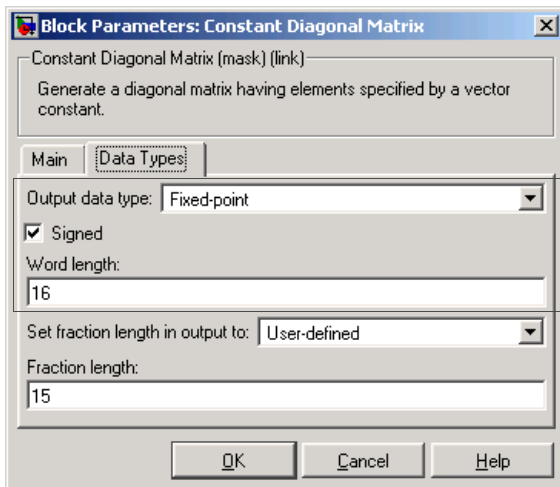 Block Parameters: Constant Diagonal Matrix
Constant Diagonal Matrix (mask) (link)
Generate a diagonal matrix having elements specified by a vector
constant.
Main Data Types
Output data type: Fixed-point
Signed
Word length:
16
Set fraction length in output to: User-defined
Fraction length:
15
OK Cancel Help